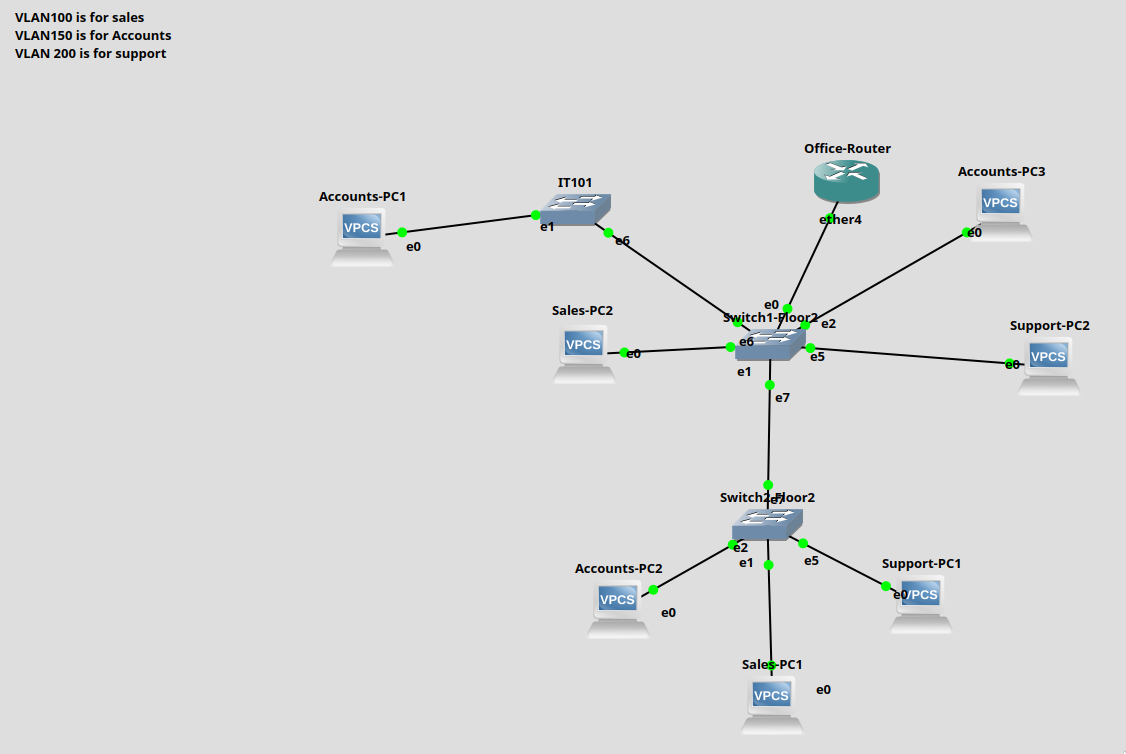 VLAN100 is for sales
VLAN150 is for Accounts
VLAN 200 is for support
Office-Router
Accounts-PC3
IT101
Accounts-PC1
VPCS
VPCS
ether4
e1
e0
e6
e0
e0
Sales-PC2
Switch1-Floor2
e2
Support-PC2
VPCS
e0
e6
e5
VPCS
e0
e1
e7
Switch2-Floor2
e7
e2
e1
e5
Accounts-PC2
Support-PC1
VPCS
e0
VPCS
e0
Sales-PC1
e0
VPCS